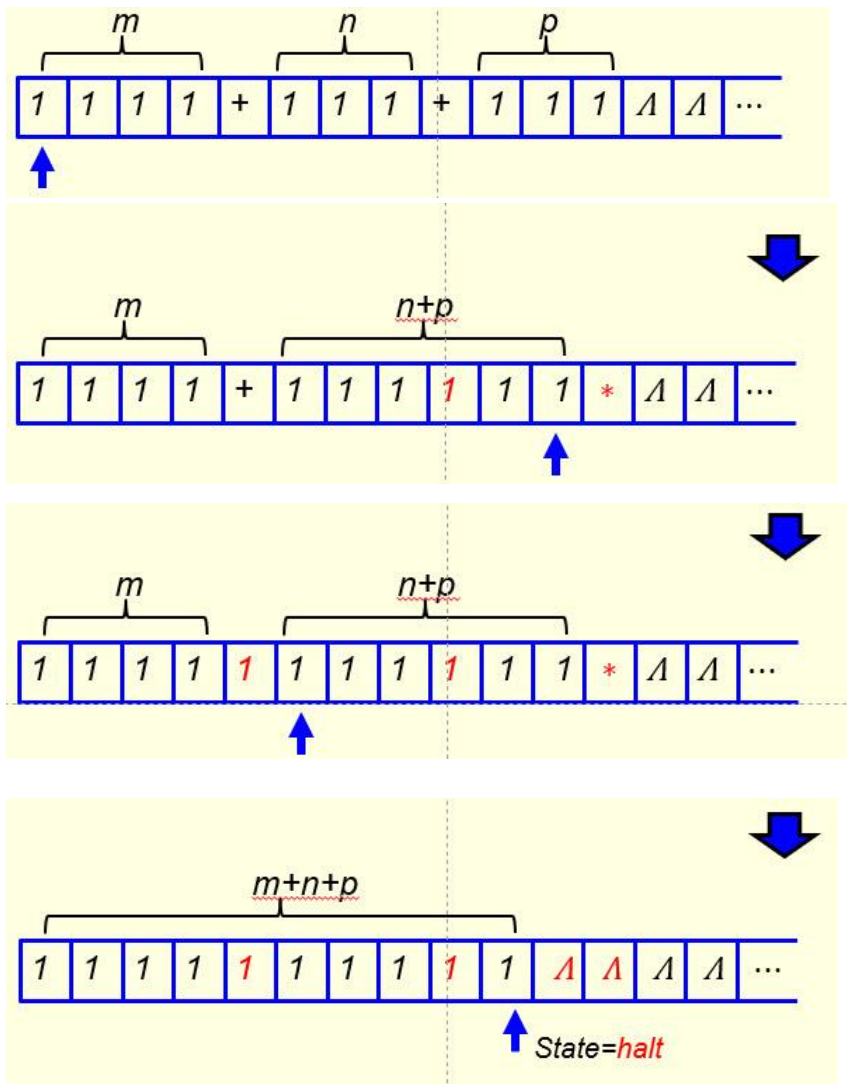 m n p
1 1 1 1 + 1 1 1 + 1 1 1 Λ Λ ···
m n+p
1 1 1 1 + 1 1 1 1 1 1 * Λ Λ ···
m n+p
1 1 1 1 1 1 1 1 1 1 1 * Λ Λ ···
m+n+p
1 1 1 1 1 1 1 1 1 1 Λ Λ Λ Λ ···
State=halt